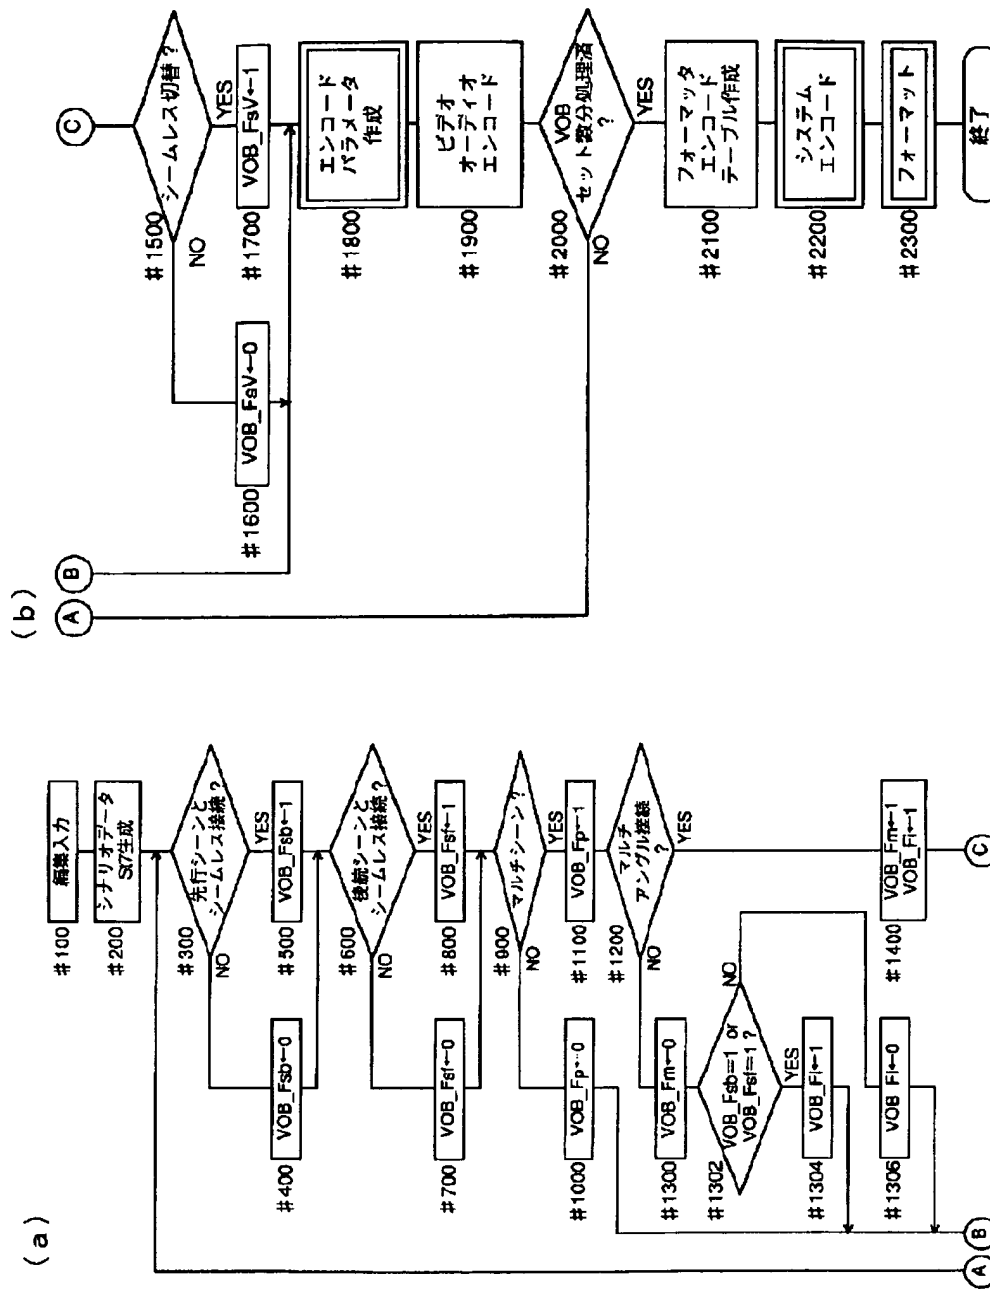 (a)
#100
編集入力
#200
シナリオデータ
St7生成
#300
先行シーンと
シームレス接続?
NO
YES
#400
VOB_Fsb←0
#500
VOB_Fsb←1
#600
後続シーンと
シームレス接続?
NO
YES
#700
VOB_Fsf←0
#800
VOB_Fsf←1
#900
マルチシーン?
NO
YES
#1000
VOB_Fp←0
#1100
VOB_Fp←1
#1200
マルチ
アングル接続
?
NO
YES
#1300
VOB_Fm←0
#1302
VOB_Fsb=1 or
VOB_Fsf=1?
NO
YES
#1304
VOB_Fi←1
#1306
VOB_Fi←0
#1400
VOB_Fm←1
VOB_Fi←1
A
B
C
(b)
A
B
C
#1500
シームレス切替?
NO
YES
#1600
VOB_FsV←0
#1700
VOB_FsV←1
#1800
エンコード
パラメータ
作成
#1900
ビデオ
オーディオ
エンコード
#2000
VOB
セット数分処理済
?
NO
YES
#2100
フォーマッタ
エンコード
テーブル作成
#2200
システム
エンコード
#2300
フォーマット
終了